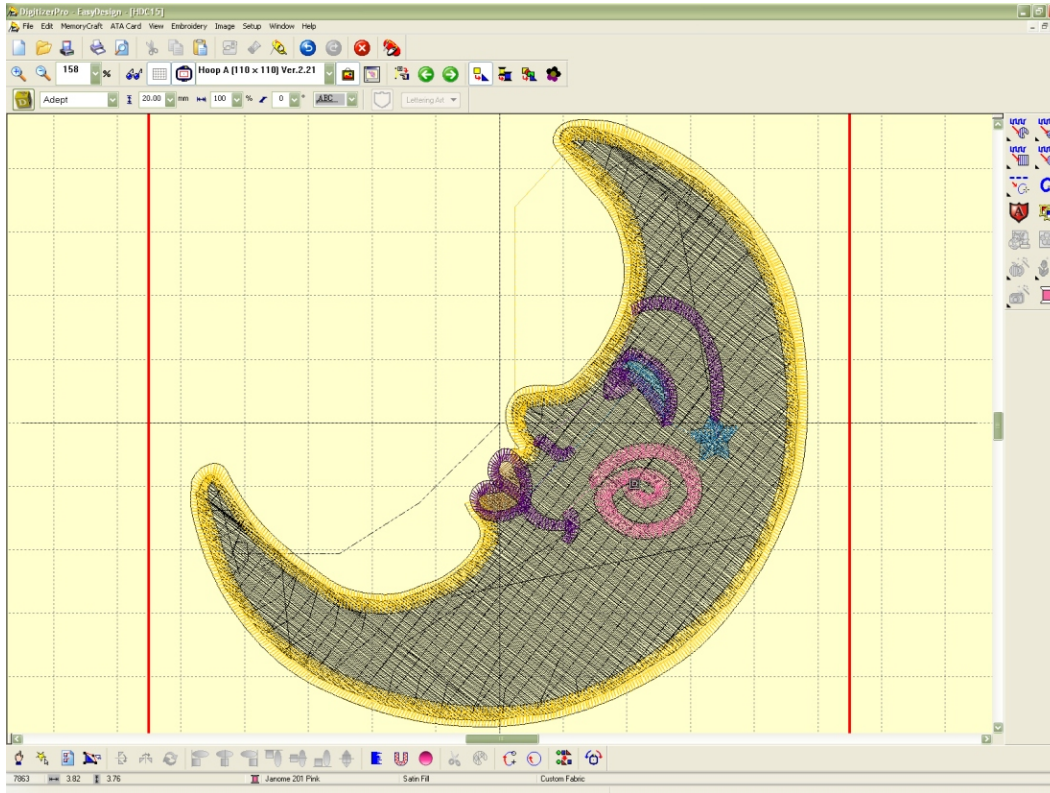 DigitizerPro - EasyDesign - [HDC15]
File Edit MemoryCraft ATA Card View Embroidery Image Setup Window Help
158 % Hoop A (110 x 110) Ver.2.21
Adept 20.00 mm 100 % 0 ° ABC Lettering Art
7863 3.82 3.76 Janome 201 Pink Satin Fill Custom Fabric